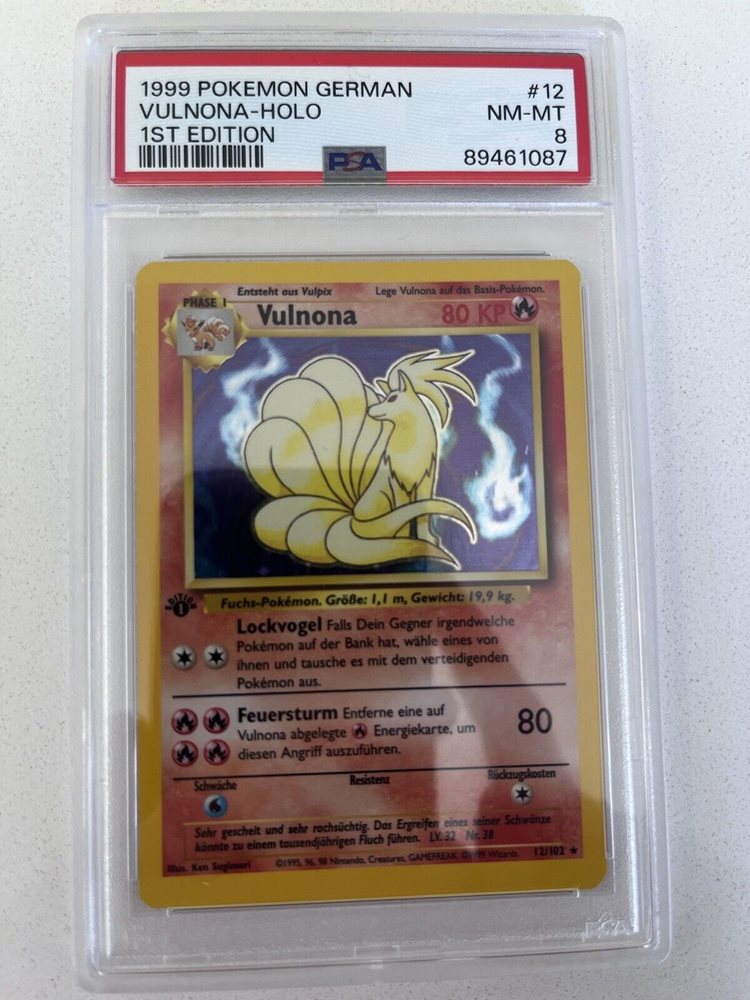 1999 POKEMON GERMAN #12
VULNONA-HOLO NM-MT
1ST EDITION 8
PSA 89461087
Entsteht aus Vulpix Lege Vulnona auf das Basis-Pokémon.
PHASE 1
Vulnona 80 KP
EDITION
1
Fuchs-Pokémon. Größe: 1,1 m, Gewicht: 19,9 kg.
Lockvogel Falls Dein Gegner irgendwelche
Pokémon auf der Bank hat, wähle eines von
ihnen und tausche es mit dem verteidigenden
Pokémon aus.
Feuersturm Entferne eine auf
Vulnona abgelegte Energiekarte, um
diesen Angriff auszuführen.
80
Schwäche Resistenz Rückzugskosten
Sehr gescheit und sehr rachsüchtig. Das Ergreifen eines seiner Schwänze
könnte zu einem tausendjährigen Fluch führen. LV. 32 Nr. 38
Illus. Ken Sugimori ©1995, 96, 98 Nintendo, Creatures, GAMEFREAK. ©1999 Wizards. 12/102 ★
PSA